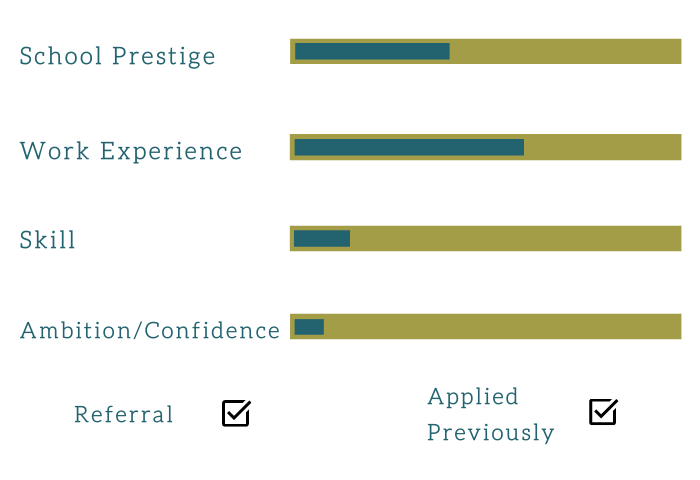 School Prestige
Work Experience
Skill
Ambition/Confidence
Referral
Applied
Previously